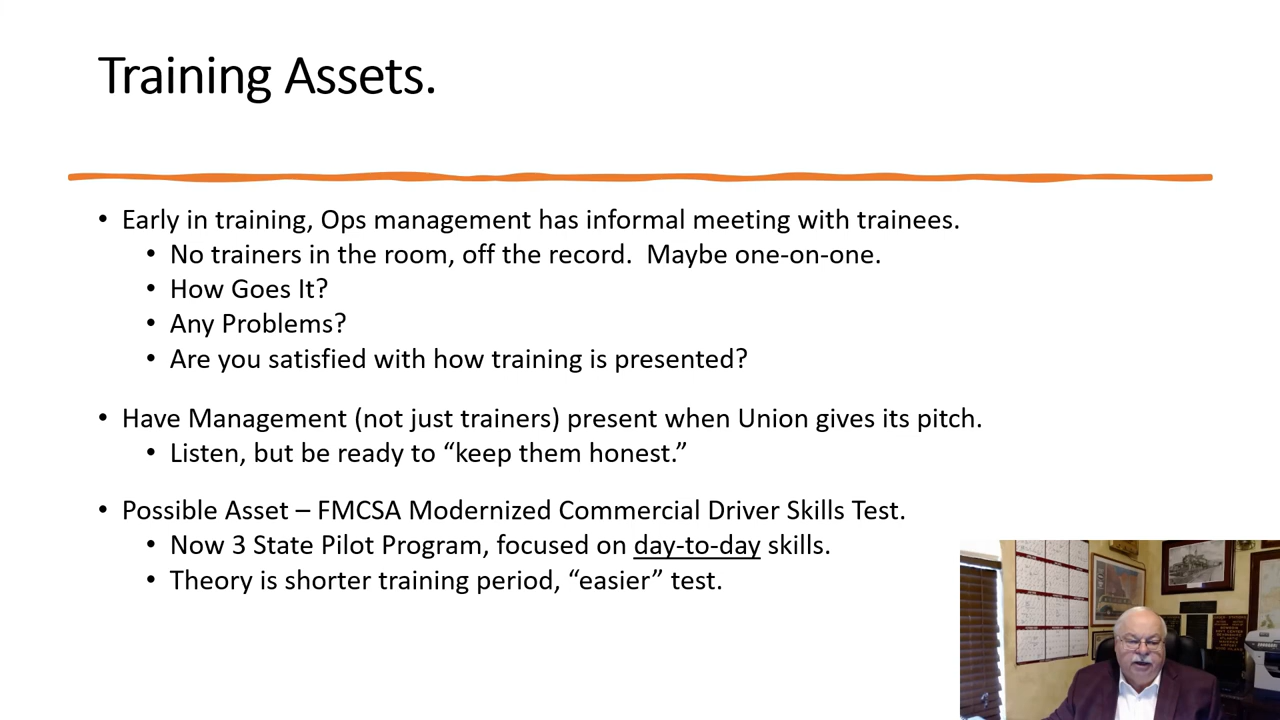 Training Assets.
• Early in training, Ops management has informal meeting with trainees.
• No trainers in the room, off the record.  Maybe one-on-one.
• How Goes It?
• Any Problems?
• Are you satisfied with how training is presented?
• Have Management (not just trainers) present when Union gives its pitch.
• Listen, but be ready to “keep them honest.”
• Possible Asset – FMCSA Modernized Commercial Driver Skills Test.
• Now 3 State Pilot Program, focused on day-to-day skills.
• Theory is shorter training period, “easier” test.